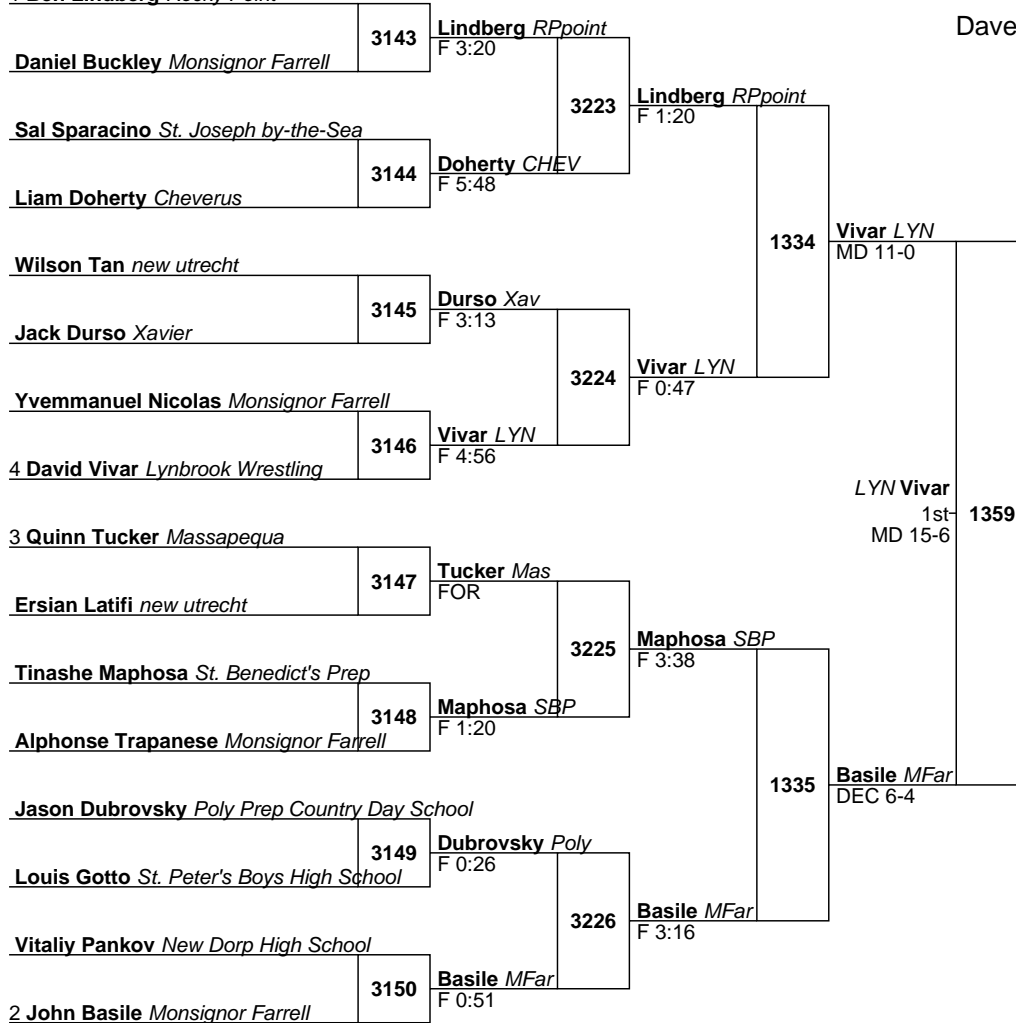 1 Ben Lindberg Rocky Point
Daniel Buckley Monsignor Farrell
Sal Sparacino St. Joseph by-the-Sea
Liam Doherty Cheverus
Wilson Tan new utrecht
Jack Durso Xavier
Yvemmanuel Nicolas Monsignor Farrell
4 David Vivar Lynbrook Wrestling
3 Quinn Tucker Massapequa
Ersian Latifi new utrecht
Tinashe Maphosa St. Benedict's Prep
Alphonse Trapanese Monsignor Farrell
Jason Dubrovsky Poly Prep Country Day School
Louis Gotto St. Peter's Boys High School
Vitaliy Pankov New Dorp High School
2 John Basile Monsignor Farrell
3143
3144
3145
3146
3147
3148
3149
3150
Lindberg RPpoint
F 3:20
Doherty CHEV
F 5:48
Durso Xav
F 3:13
Vivar LYN
F 4:56
Tucker Mas
FOR
Maphosa SBP
F 1:20
Dubrovsky Poly
F 0:26
Basile MFar
F 0:51
3223
3224
3225
3226
Lindberg RPpoint
F 1:20
Vivar LYN
F 0:47
Maphosa SBP
F 3:38
Basile MFar
F 3:16
1334
1335
Vivar LYN
MD 11-0
Basile MFar
DEC 6-4
LYN Vivar
1st
MD 15-6
1359
Dave